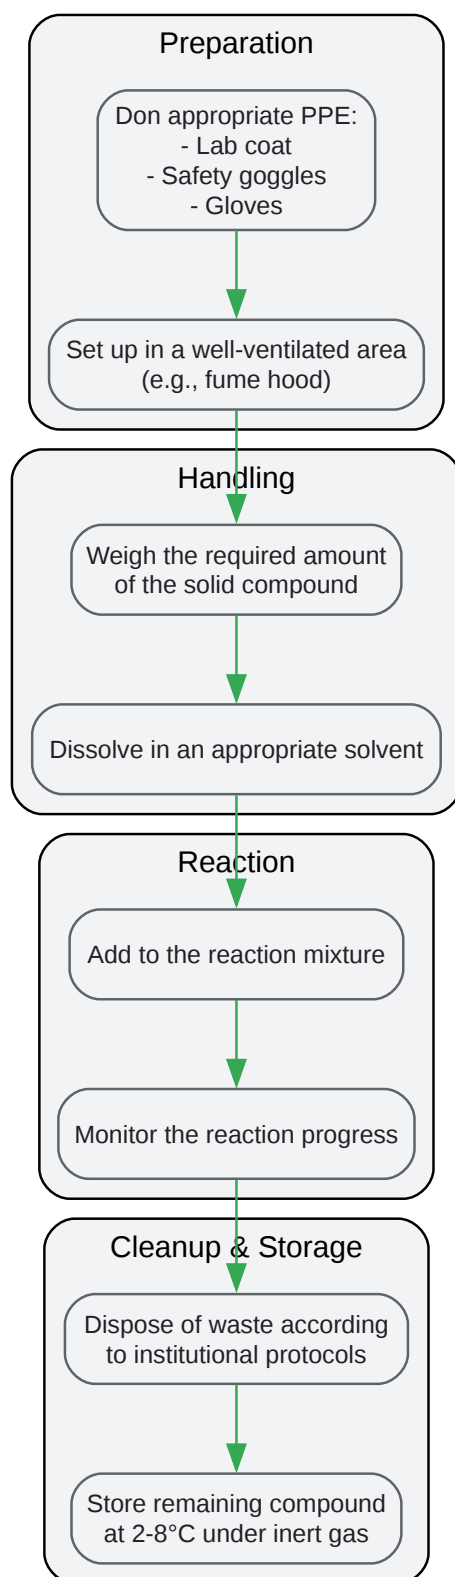 Preparation
Don appropriate PPE:
- Lab coat
- Safety goggles
- Gloves
Set up in a well-ventilated area
(e.g., fume hood)
Handling
Weigh the required amount
of the solid compound
Dissolve in an appropriate solvent
Reaction
Add to the reaction mixture
Monitor the reaction progress
Cleanup & Storage
Dispose of waste according
to institutional protocols
Store remaining compound
at 2-8°C under inert gas